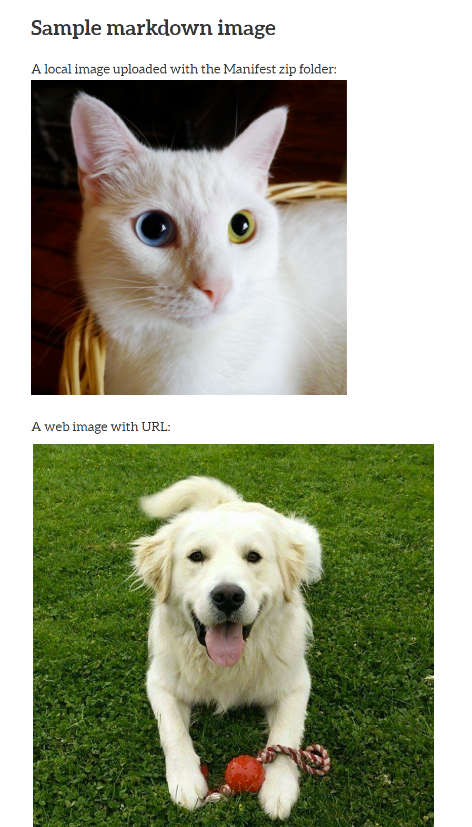 Sample markdown image
A local image uploaded with the Manifest zip folder:
A web image with URL: